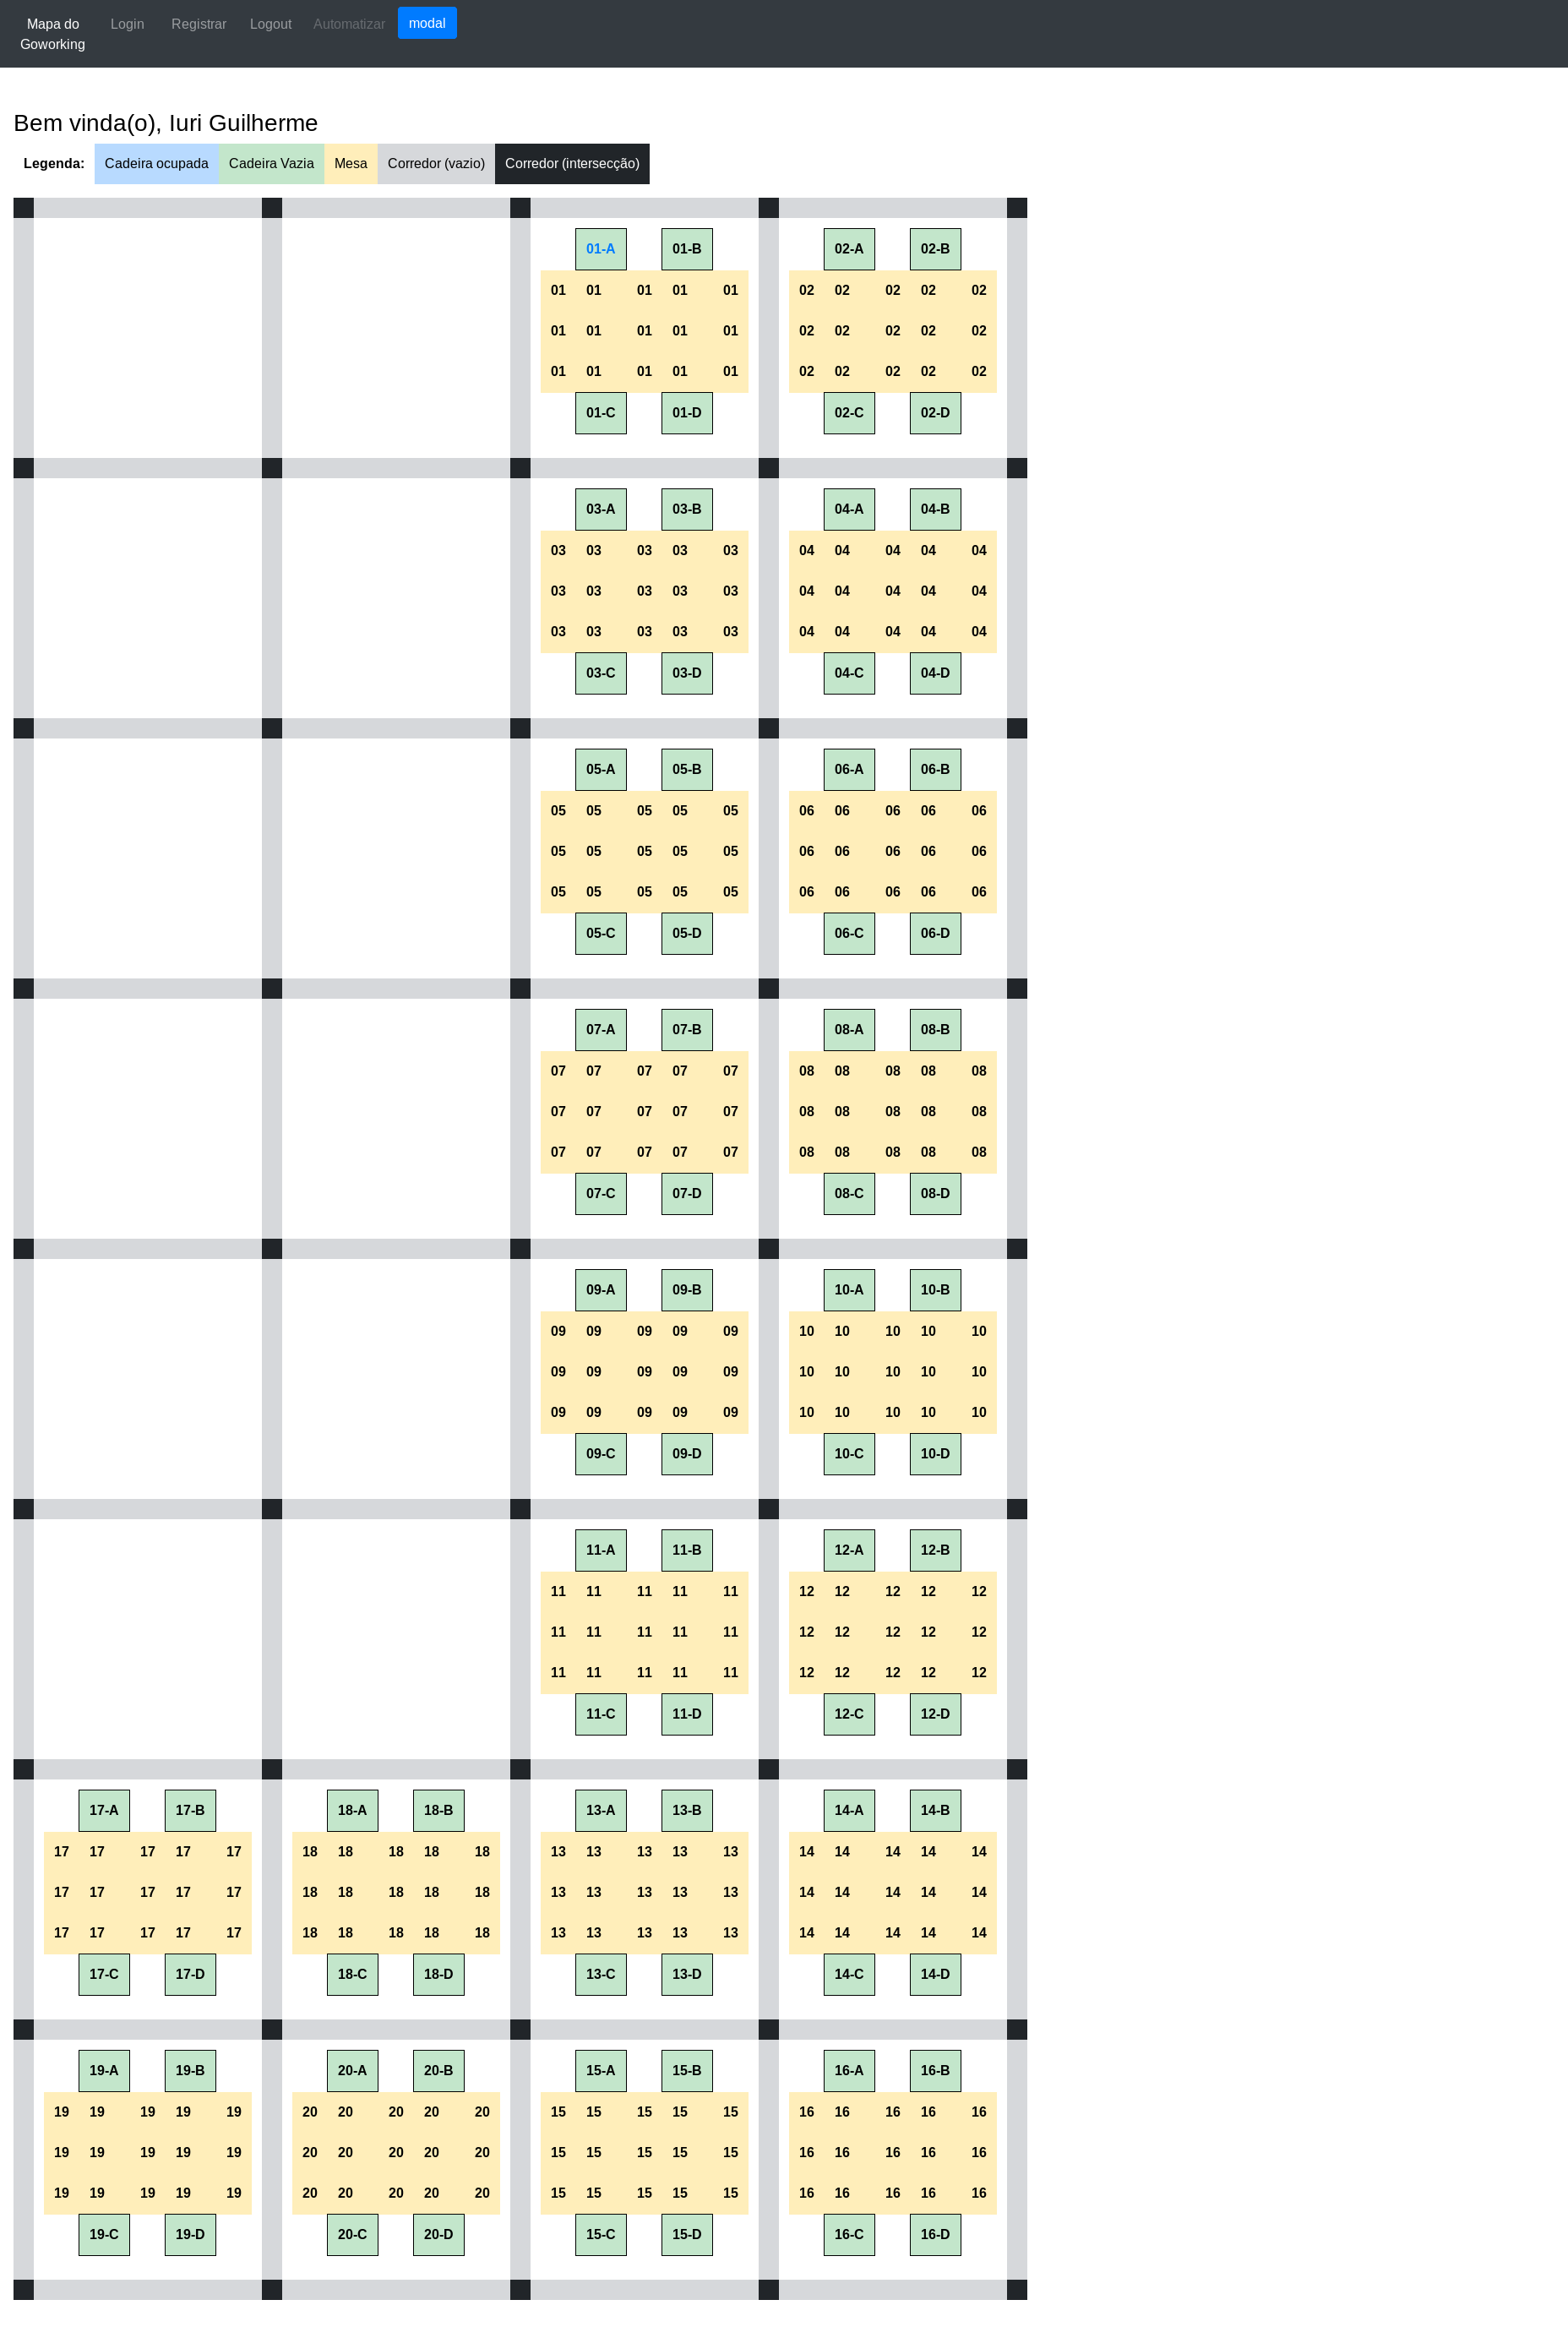 Mapa do Goworking Login Registrar Logout Automatizar modal
Bem vinda(o), Iuri Guilherme
Legenda: Cadeira ocupada Cadeira Vazia Mesa Corredor (vazio) Corredor (intersecção)
01-A 01-B 02-A 02-B
01 01 01 01 01 02 02 02 02 02
01 01 01 01 01 02 02 02 02 02
01 01 01 01 01 02 02 02 02 02
01-C 01-D 02-C 02-D
03-A 03-B 04-A 04-B
03 03 03 03 03 04 04 04 04 04
03 03 03 03 03 04 04 04 04 04
03 03 03 03 03 04 04 04 04 04
03-C 03-D 04-C 04-D
05-A 05-B 06-A 06-B
05 05 05 05 05 06 06 06 06 06
05 05 05 05 05 06 06 06 06 06
05 05 05 05 05 06 06 06 06 06
05-C 05-D 06-C 06-D
07-A 07-B 08-A 08-B
07 07 07 07 07 08 08 08 08 08
07 07 07 07 07 08 08 08 08 08
07 07 07 07 07 08 08 08 08 08
07-C 07-D 08-C 08-D
09-A 09-B 10-A 10-B
09 09 09 09 09 10 10 10 10 10
09 09 09 09 09 10 10 10 10 10
09 09 09 09 09 10 10 10 10 10
09-C 09-D 10-C 10-D
11-A 11-B 12-A 12-B
11 11 11 11 11 12 12 12 12 12
11 11 11 11 11 12 12 12 12 12
11 11 11 11 11 12 12 12 12 12
11-C 11-D 12-C 12-D
17-A 17-B 18-A 18-B 13-A 13-B 14-A 14-B
17 17 17 17 17 18 18 18 18 18 13 13 13 13 13 14 14 14 14 14
17 17 17 17 17 18 18 18 18 18 13 13 13 13 13 14 14 14 14 14
17 17 17 17 17 18 18 18 18 18 13 13 13 13 13 14 14 14 14 14
17-C 17-D 18-C 18-D 13-C 13-D 14-C 14-D
19-A 19-B 20-A 20-B 15-A 15-B 16-A 16-B
19 19 19 19 19 20 20 20 20 20 15 15 15 15 15 16 16 16 16 16
19 19 19 19 19 20 20 20 20 20 15 15 15 15 15 16 16 16 16 16
19 19 19 19 19 20 20 20 20 20 15 15 15 15 15 16 16 16 16 16
19-C 19-D 20-C 20-D 15-C 15-D 16-C 16-D